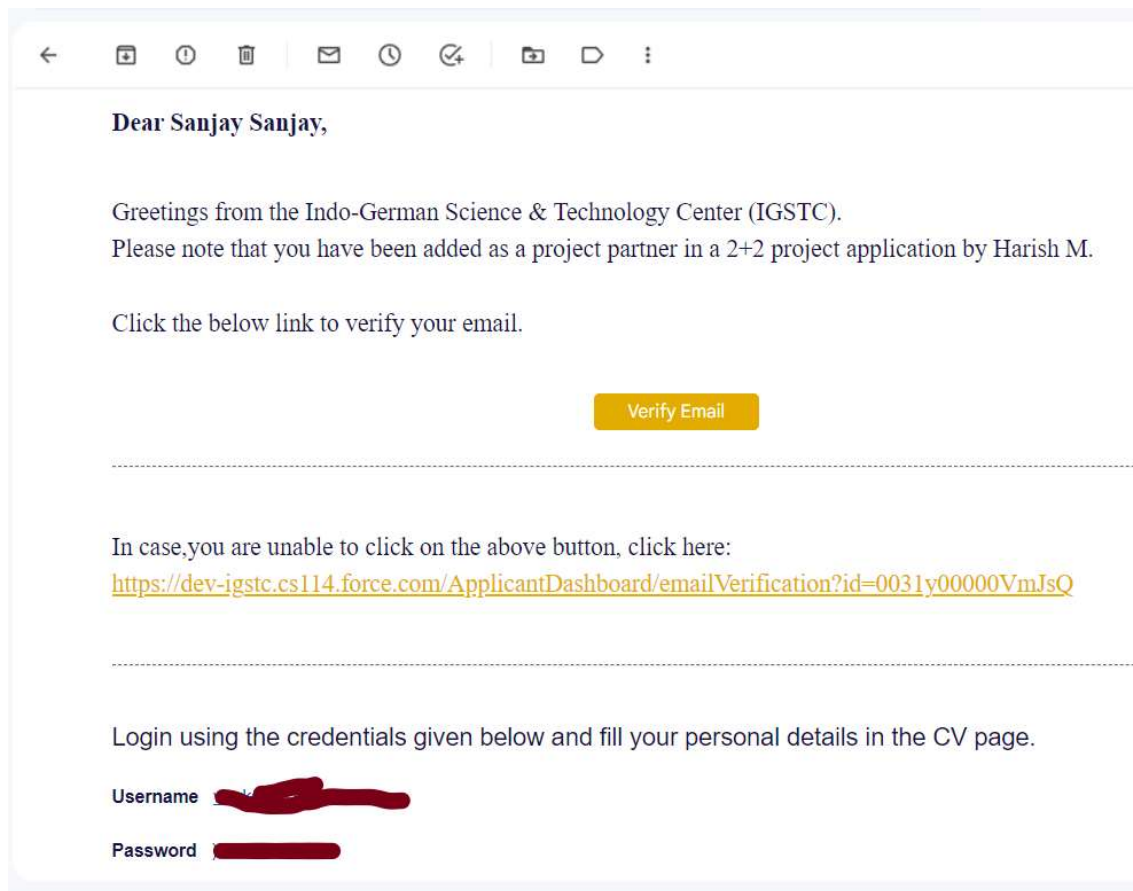 Dear Sanjay Sanjay,
Greetings from the Indo-German Science & Technology Center (IGSTC).
Please note that you have been added as a project partner in a 2+2 project application by Harish M.
Click the below link to verify your email.
Verify Email
In case,you are unable to click on the above button, click here:
https://dev-igstc.cs114.force.com/ApplicantDashboard/emailVerification?id=0031y00000VmJsQ
Login using the credentials given below and fill your personal details in the CV page.
Username
Password